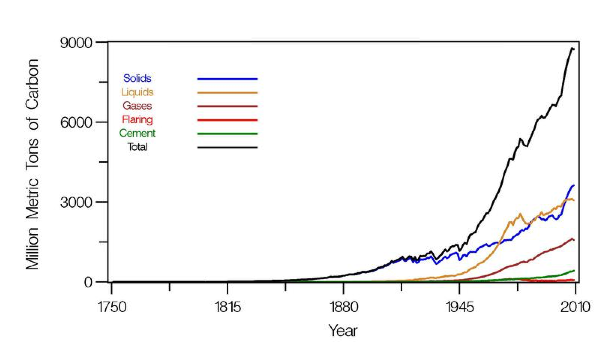 Million Metric Tons of Carbon
9000
6000
3000
0
Solids
Liquids
Gases
Flaring
Cement
Total
1750 1815 1880 1945 2010
Year